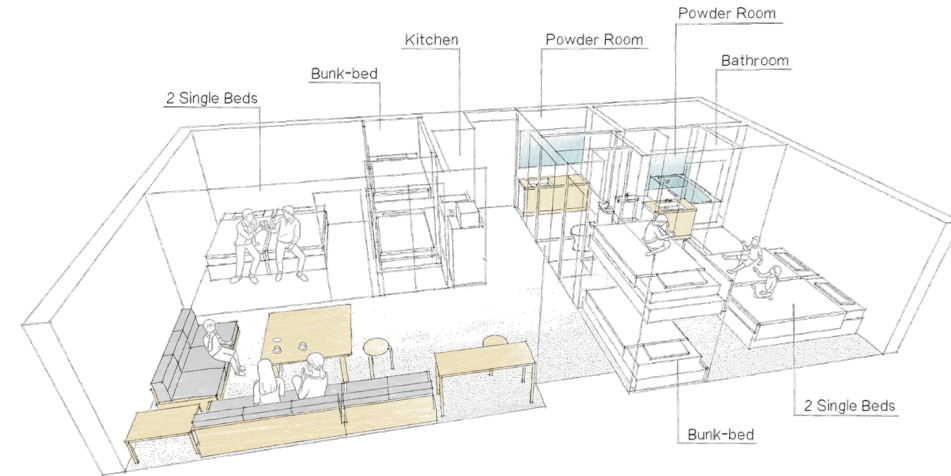 Powder Room
Kitchen
Powder Room
Bathroom
Bunk-bed
2 Single Beds
2 Single Beds
Bunk-bed